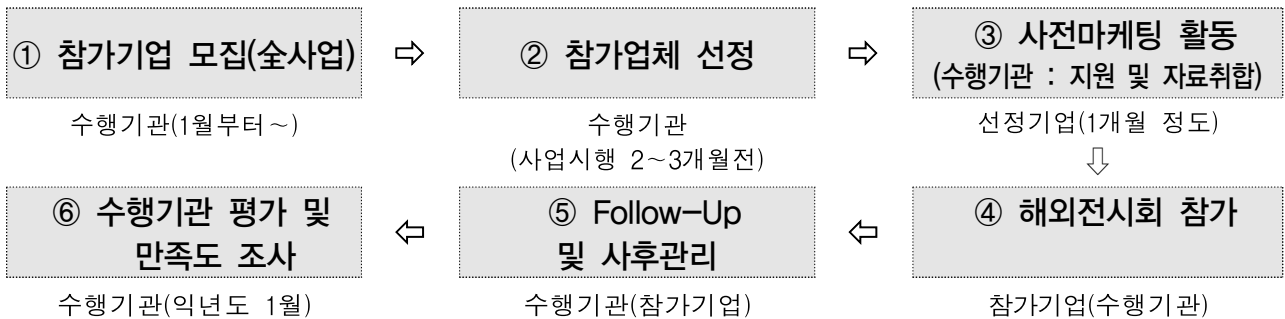 ① 참가기업 모집(全사업)
⇨
② 참가업체 선정
⇨
③ 사전마케팅 활동
(수행기관 : 지원 및 자료취합)
수행기관(1월부터～)
수행기관
(사업시행 2～3개월전)
선정기업(1개월 정도)
⇩
④ 해외전시회 참가
참가기업(수행기관)
⇦
⑤ Follow-Up
및 사후관리
수행기관(참가기업)
⇦
⑥ 수행기관 평가 및
만족도 조사
수행기관(익년도 1월)